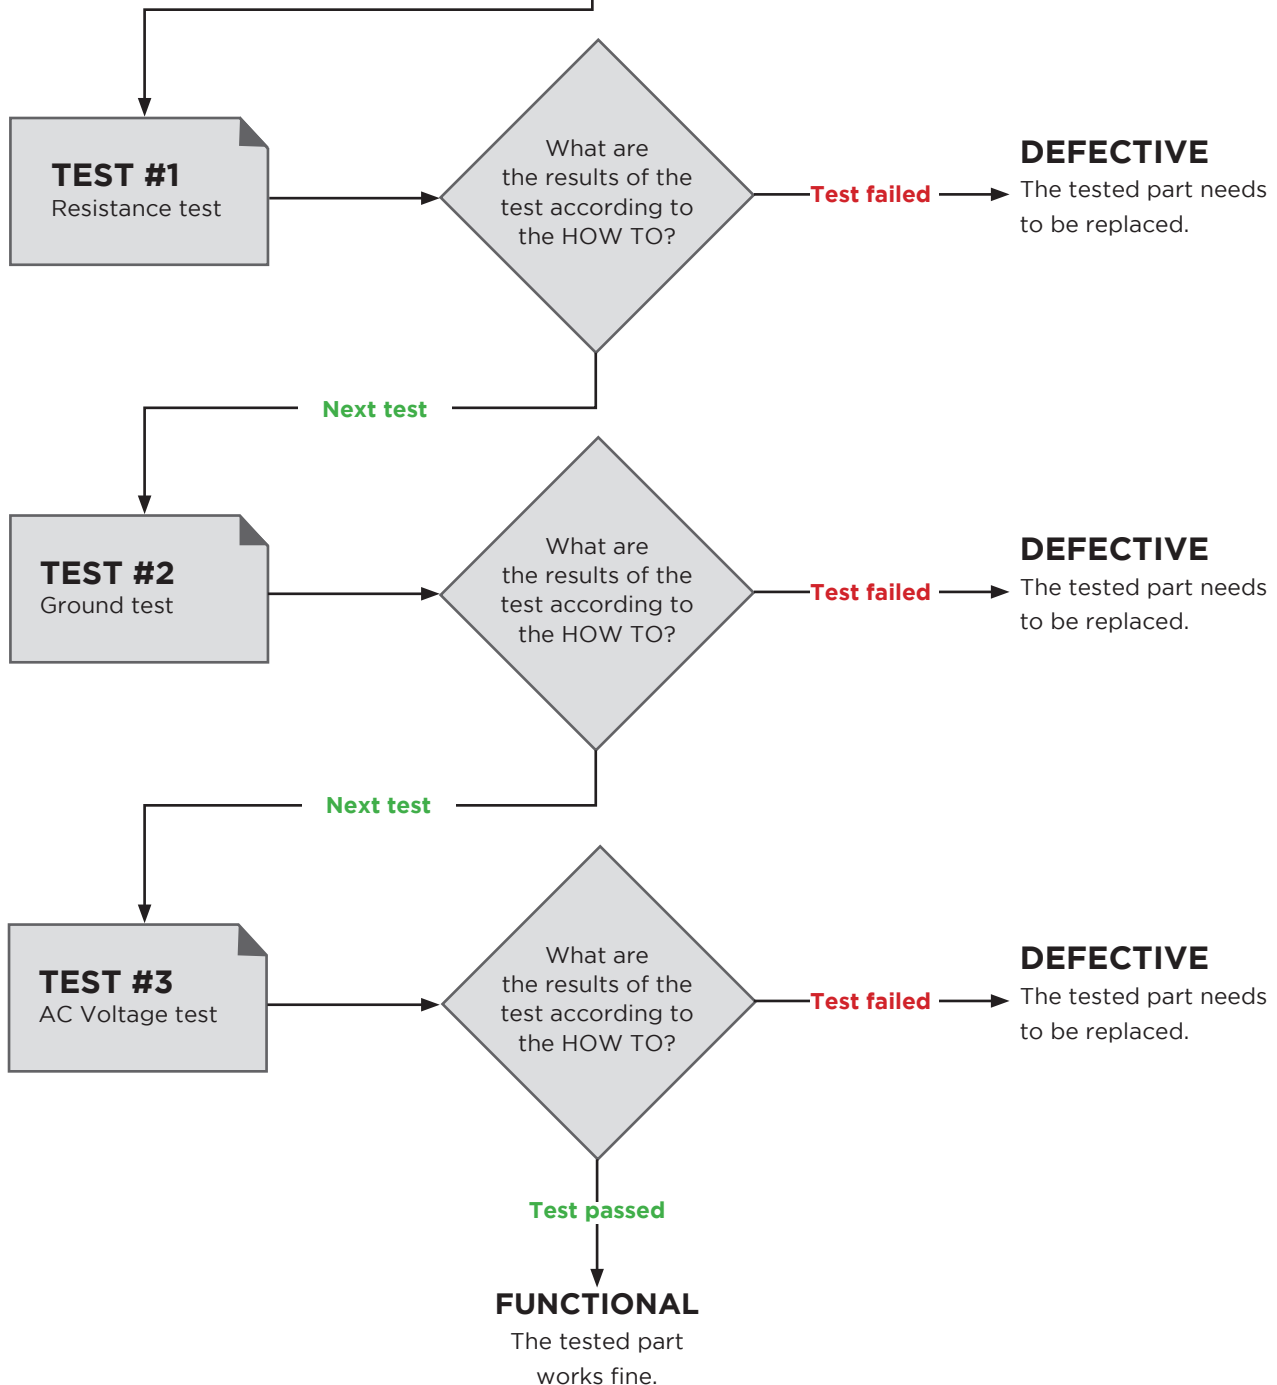 TEST #1
Resistance test
What are
the results of the
test according to
the HOW TO?
Test failed
DEFECTIVE
The tested part needs
to be replaced.
Next test
TEST #2
Ground test
What are
the results of the
test according to
the HOW TO?
Test failed
DEFECTIVE
The tested part needs
to be replaced.
Next test
TEST #3
AC Voltage test
What are
the results of the
test according to
the HOW TO?
Test failed
DEFECTIVE
The tested part needs
to be replaced.
Test passed
FUNCTIONAL
The tested part
works fine.